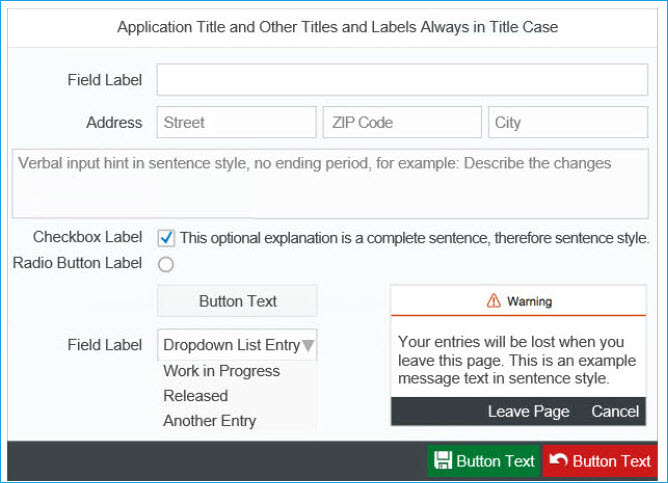 Application Title and Other Titles and Labels Always in Title Case
Field Label
Address Street ZIP Code City
Verbal input hint in sentence style, no ending period, for example: Describe the changes
Checkbox Label This optional explanation is a complete sentence, therefore sentence style.
Radio Button Label
Button Text
Field Label Dropdown List Entry
Work in Progress
Released
Another Entry
Warning
Your entries will be lost when you
leave this page. This is an example
message text in sentence style.
Leave Page Cancel
Button Text Button Text